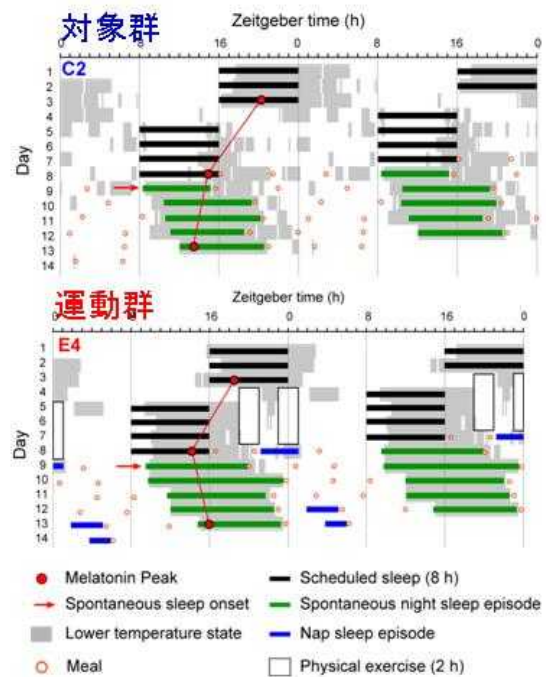 Zeitgeber time (h)
対象群
0 8 16 0 8 16 0
C2
Day
1
2
3
4
5
6
7
8
9
10
11
12
13
14
運動群
Zeitgeber time (h)
0 8 16 0 8 16 0
E4
Day
1
2
3
4
5
6
7
8
9
10
11
12
13
14
Melatonin Peak
Scheduled sleep (8 h)
Spontaneous sleep onset
Spontaneous night sleep episode
Lower temperature state
Nap sleep episode
Meal
Physical exercise (2 h)